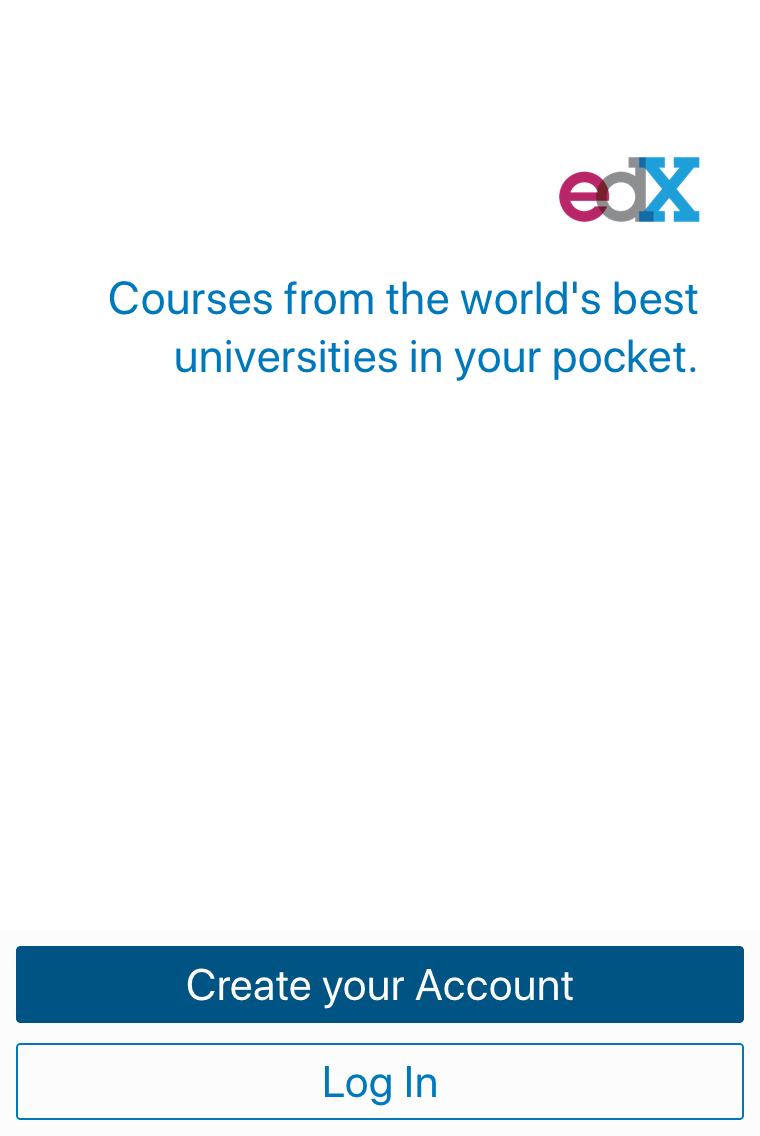 edX
Courses from the world's best
universities in your pocket.
Create your Account
Log In